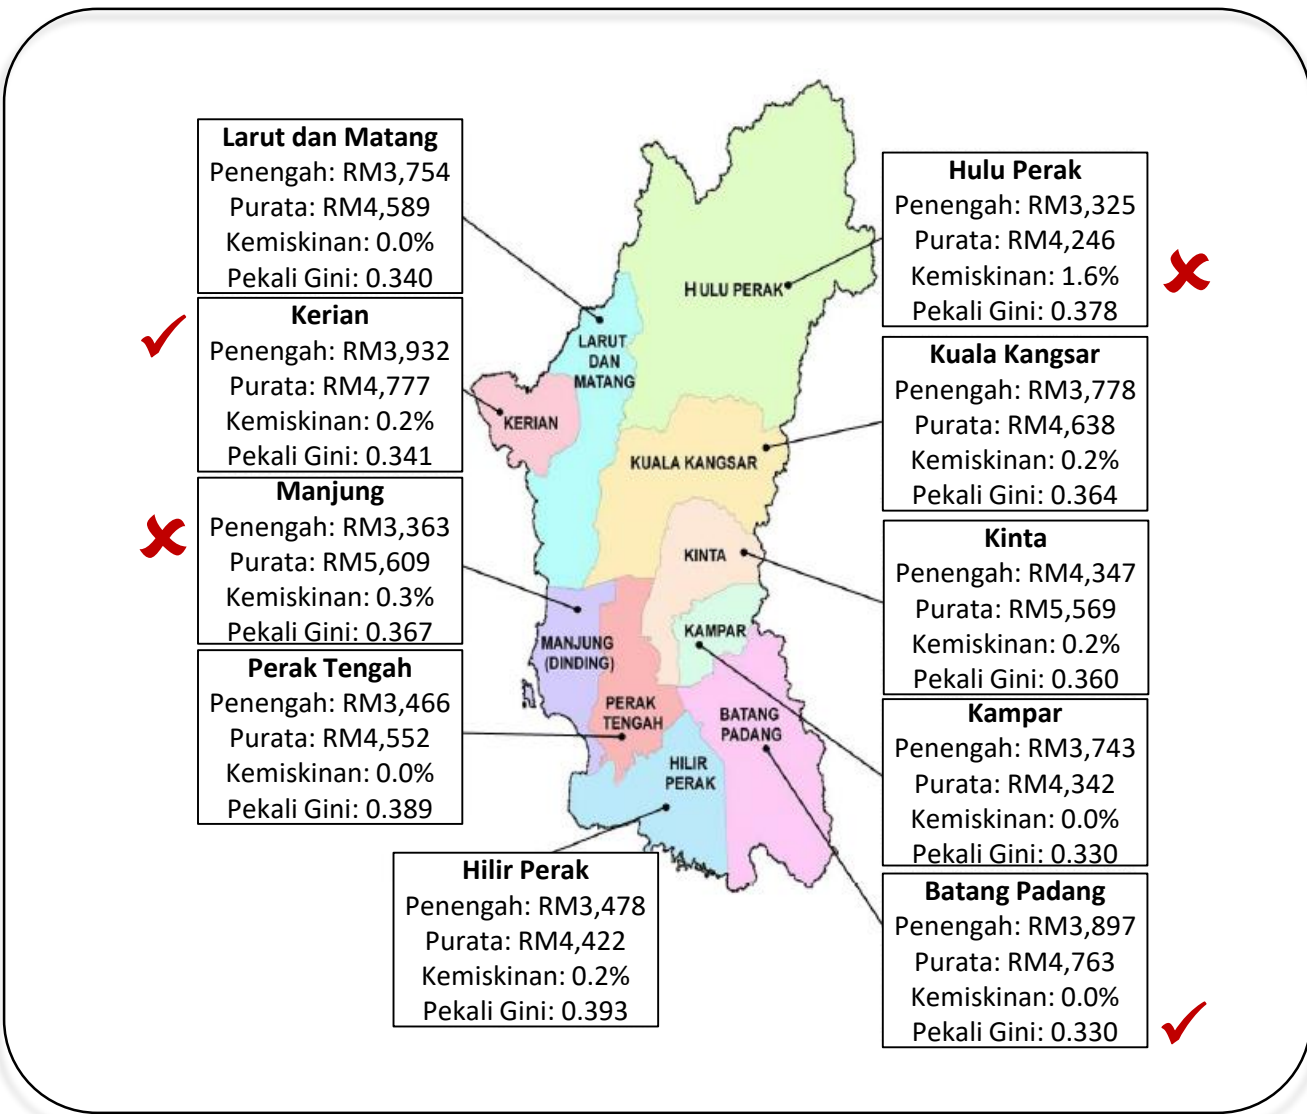 Larut dan Matang
Penengah: RM3,754
Purata: RM4,589
Kemiskinan: 0.0%
Pekali Gini: 0.340
Kerian
Penengah: RM3,932
Purata: RM4,777
Kemiskinan: 0.2%
Pekali Gini: 0.341
Manjung
Penengah: RM3,363
Purata: RM5,609
Kemiskinan: 0.3%
Pekali Gini: 0.367
Perak Tengah
Penengah: RM3,466
Purata: RM4,552
Kemiskinan: 0.0%
Pekali Gini: 0.389
Hilir Perak
Penengah: RM3,478
Purata: RM4,422
Kemiskinan: 0.2%
Pekali Gini: 0.393
HULU PERAK
LARUT
DAN
MATANG
KERIAN
KUALA KANGSAR
KINTA
KAMPAR
MANJUNG
(DINDING)
PERAK
TENGAH
BATANG
PADANG
HILIR
PERAK
Hulu Perak
Penengah: RM3,325
Purata: RM4,246
Kemiskinan: 1.6%
Pekali Gini: 0.378
Kuala Kangsar
Penengah: RM3,778
Purata: RM4,638
Kemiskinan: 0.2%
Pekali Gini: 0.364
Kinta
Penengah: RM4,347
Purata: RM5,569
Kemiskinan: 0.2%
Pekali Gini: 0.360
Kampar
Penengah: RM3,743
Purata: RM4,342
Kemiskinan: 0.0%
Pekali Gini: 0.330
Batang Padang
Penengah: RM3,897
Purata: RM4,763
Kemiskinan: 0.0%
Pekali Gini: 0.330